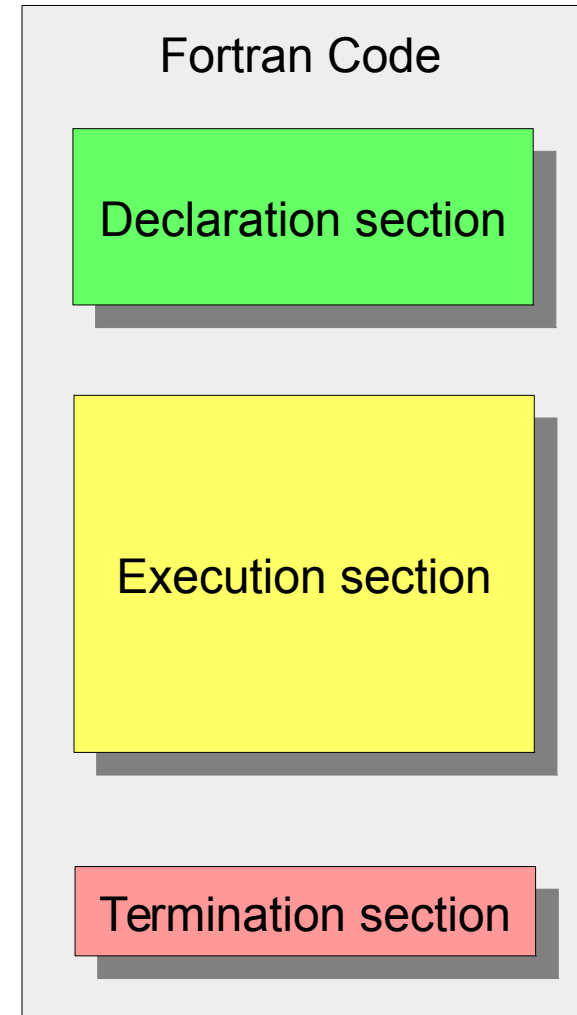 Fortran Code
Declaration section
Execution section
Termination section